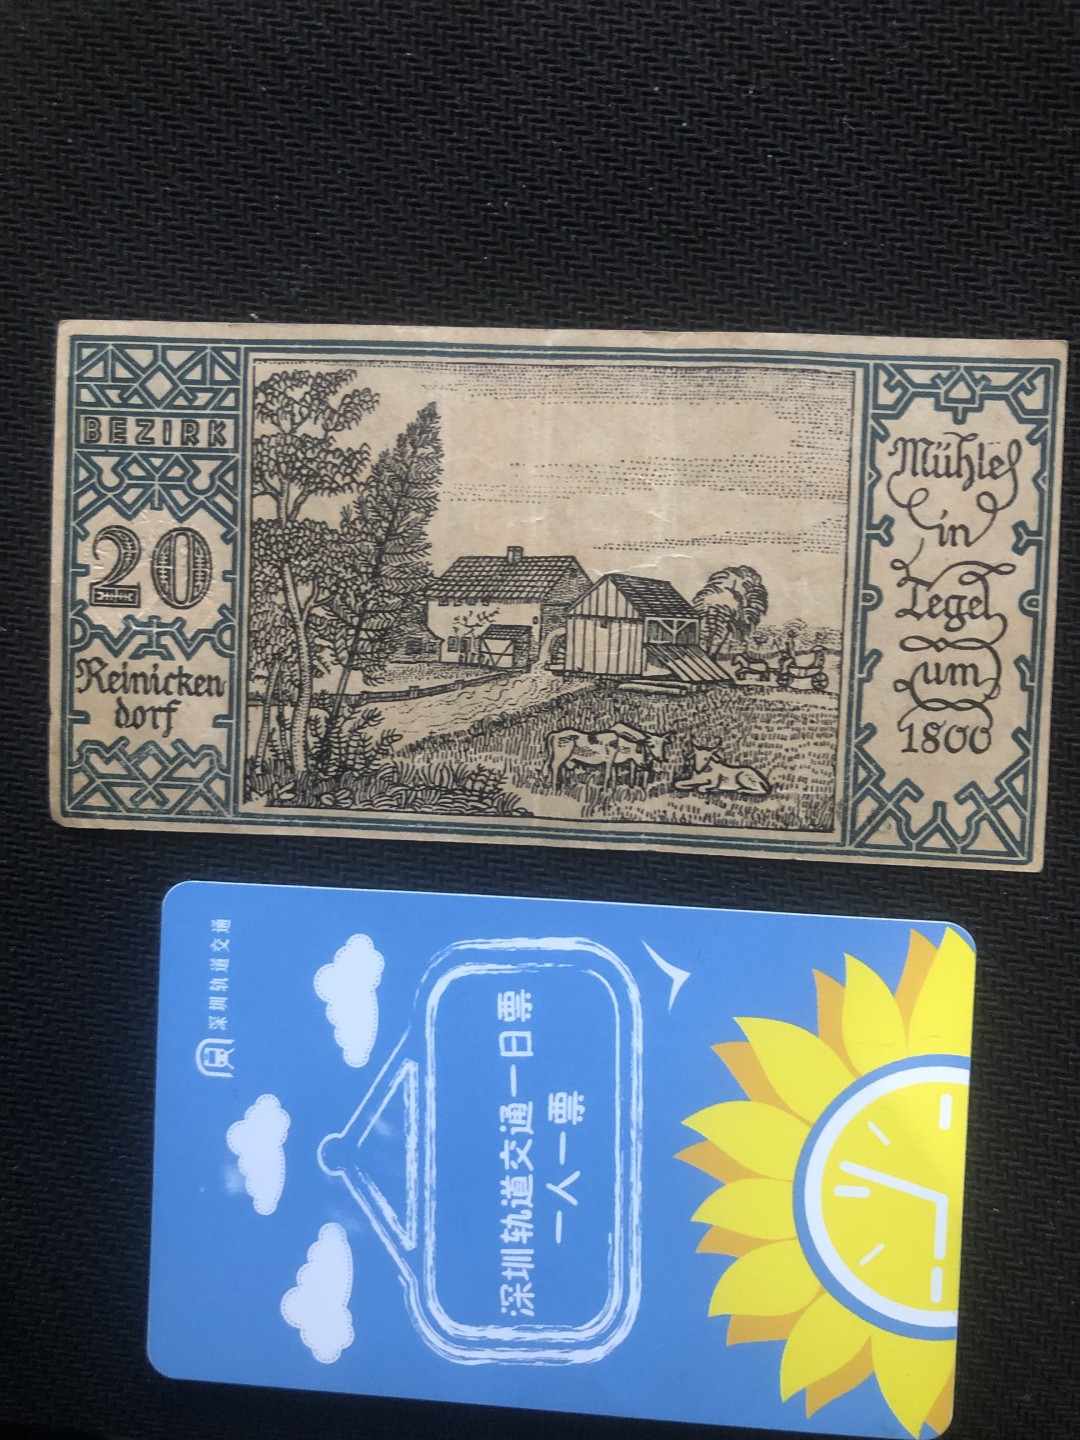 BEZIRK
20
Reinicken
dorf
Mühle
in
Tegel
um
1800
深圳轨道交通
深圳轨道交通一日票
一人一票